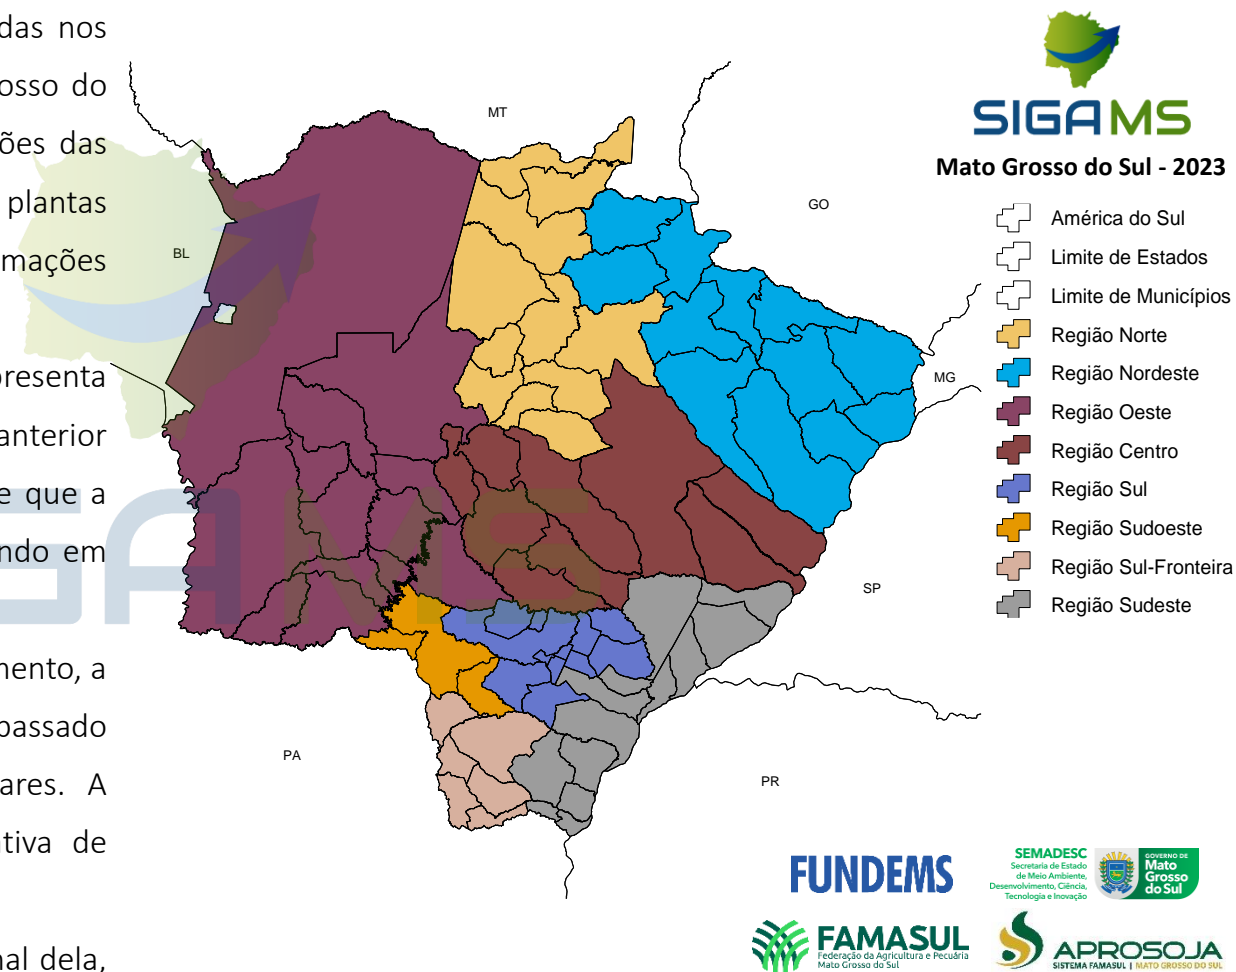 das nos
osso do
ões das
plantas
mações
presenta
anterior
e que a
ndo em
mento, a
passado
ares. A
ativa de
nal dela,
MT
GO
BL
MG
SP
PA
PR
SIGAMS
SIGAMS
Mato Grosso do Sul - 2023
América do Sul
Limite de Estados
Limite de Municípios
Região Norte
Região Nordeste
Região Oeste
Região Centro
Região Sul
Região Sudoeste
Região Sul-Fronteira
Região Sudeste
FUNDEMS
SEMADESC
Secretaria de Estado
de Meio Ambiente,
Desenvolvimento, Ciência,
Tecnologia e Inovação
GOVERNO DE
Mato
Grosso
do Sul
FAMASUL
Federação da Agricultura e Pecuária
Mato Grosso do Sul
APROSOJA
SISTEMA FAMASUL | MATO GROSSO DO SUL